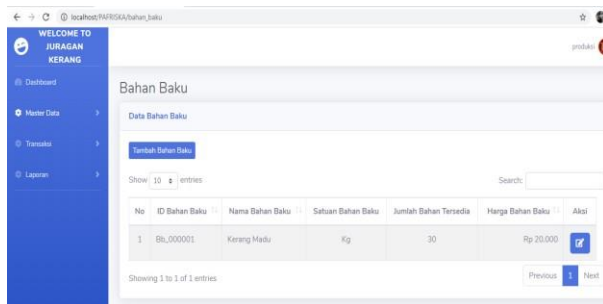 localhost/PAFRISKA/bahan_baku
WELCOME TO
JURAGAN
KERANG
produksi
Dashboard
Bahan Baku
Master Data
Data Bahan Baku
Transaksi
Tambah Bahan Baku
Laporan
Show 10 entries
Search:
No ID Bahan Baku Nama Bahan Baku Satuan Bahan Baku Jumlah Bahan Tersedia Harga Bahan Baku Aksi
1 Bb_000001 Kerang Madu Kg 30 Rp 20.000
Showing 1 to 1 of 1 entries
Previous 1 Next